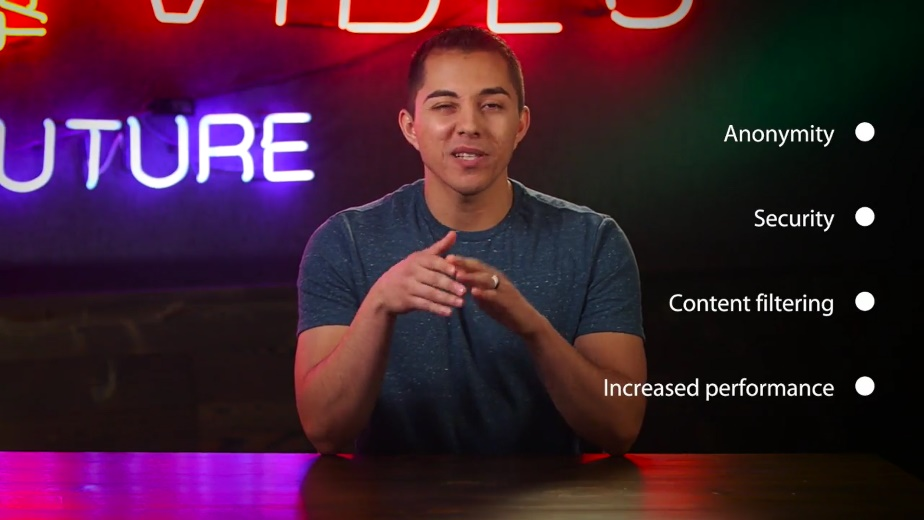 UTURE
Anonymity
Security
Content filtering
Increased performance